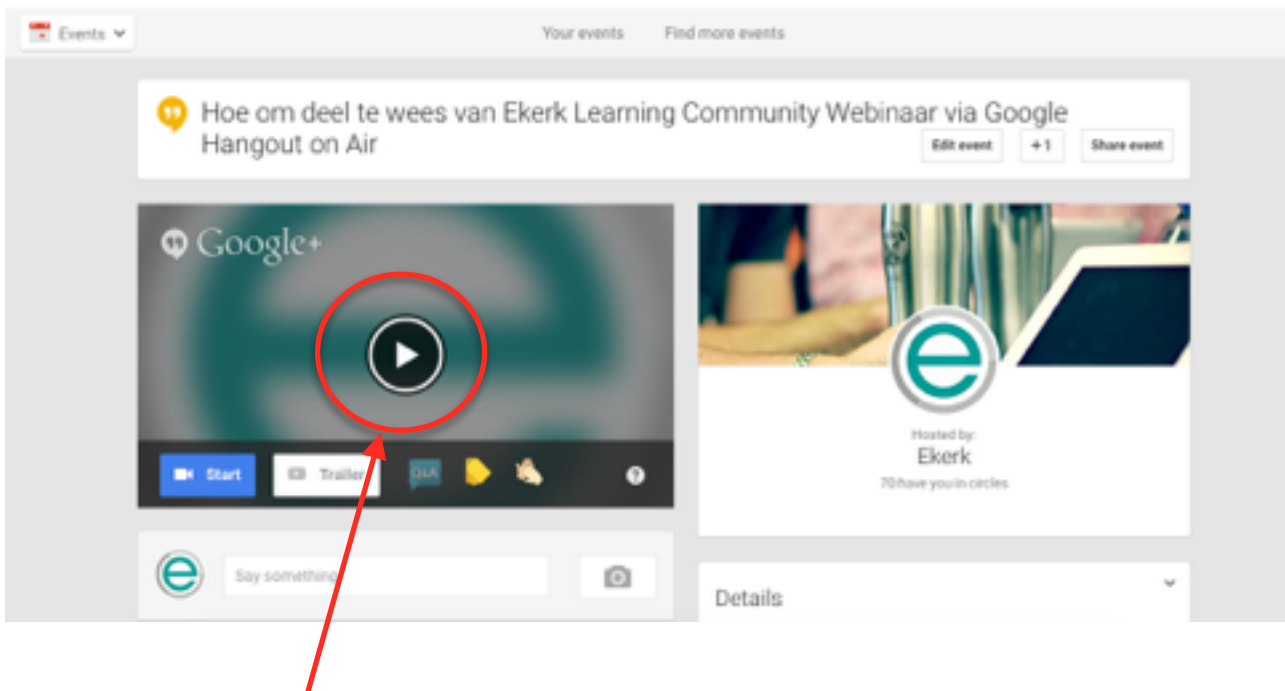 Events
Your events
Find more events
Hoe om deel te wees van Ekerk Learning Community Webinaar via Google
Hangout on Air
Edit event
+1
Share event
Google+
Start
Trailer
Q&A
?
Say something
Hosted by:
Ekerk
70 have you in circles
Details